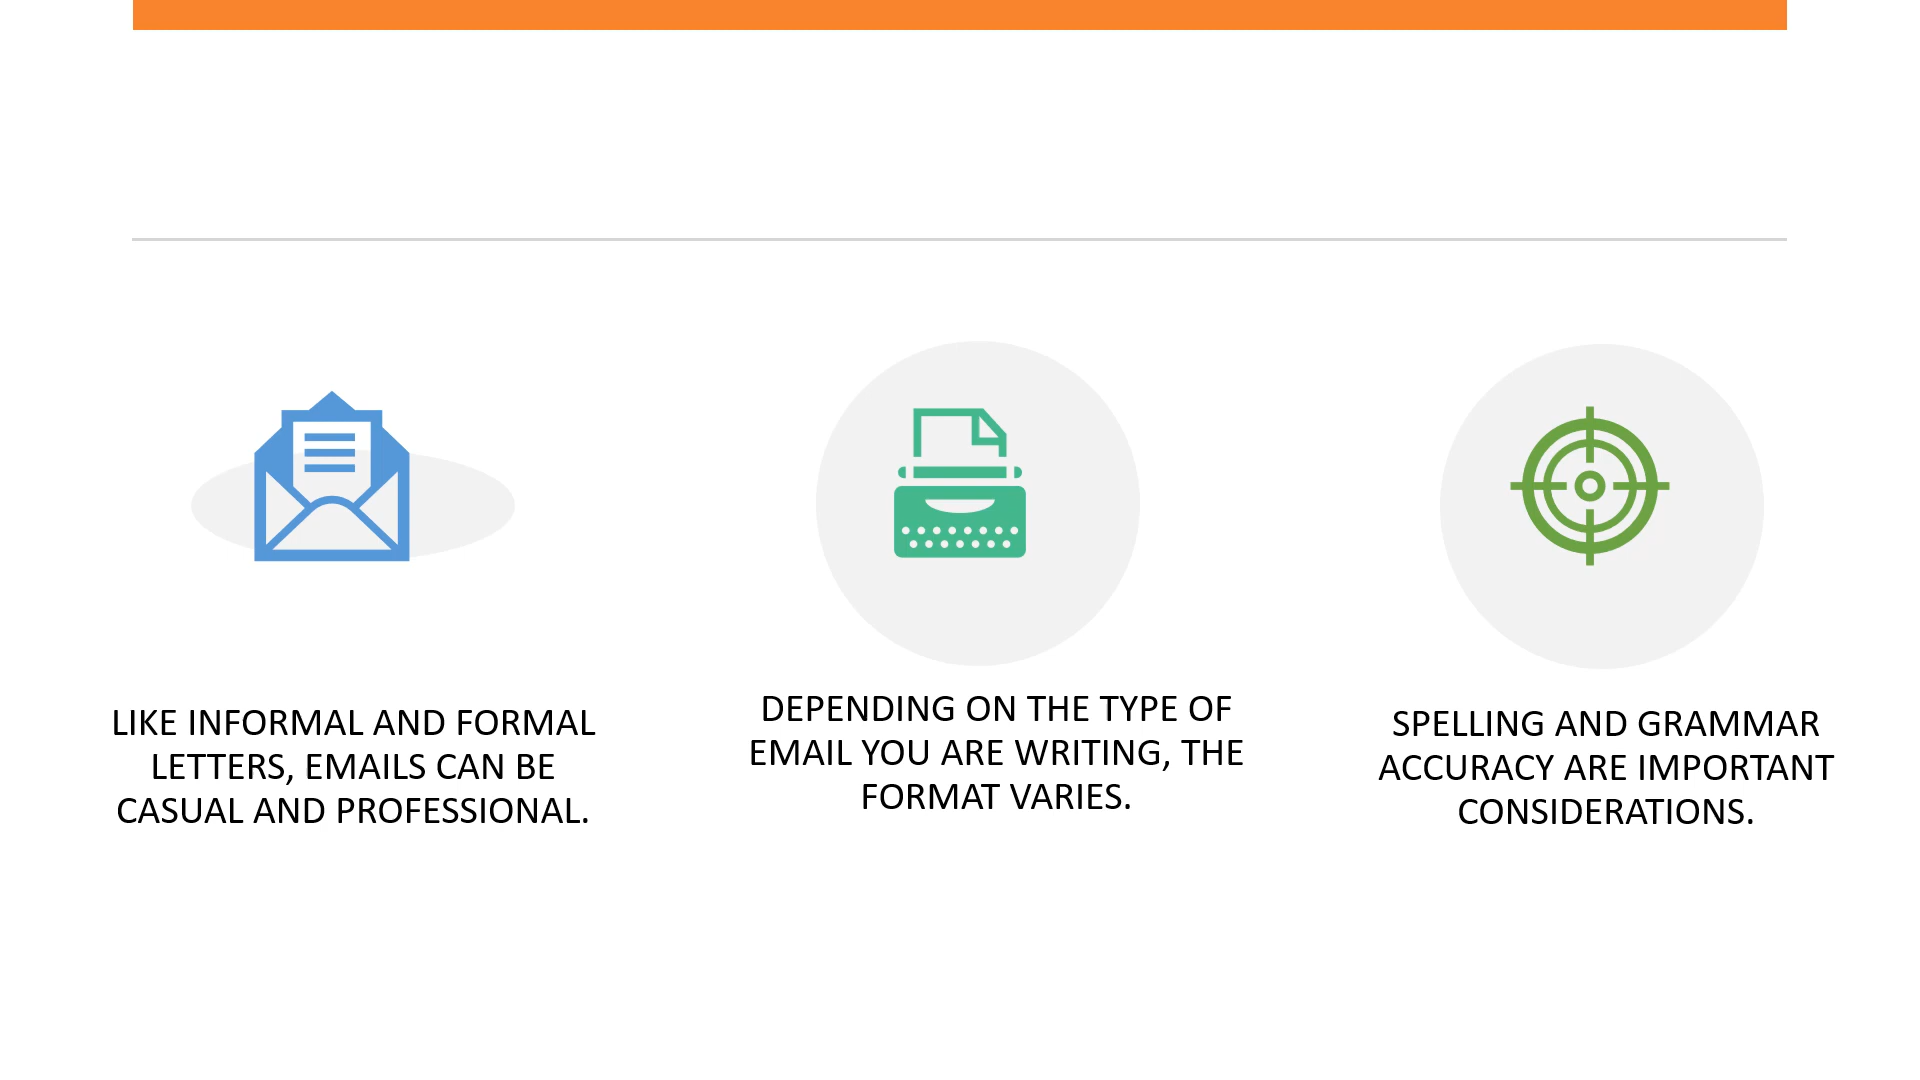 LIKE INFORMAL AND FORMAL
LETTERS, EMAILS CAN BE
CASUAL AND PROFESSIONAL.
DEPENDING ON THE TYPE OF
EMAIL YOU ARE WRITING, THE
FORMAT VARIES.
SPELLING AND GRAMMAR
ACCURACY ARE IMPORTANT
CONSIDERATIONS.